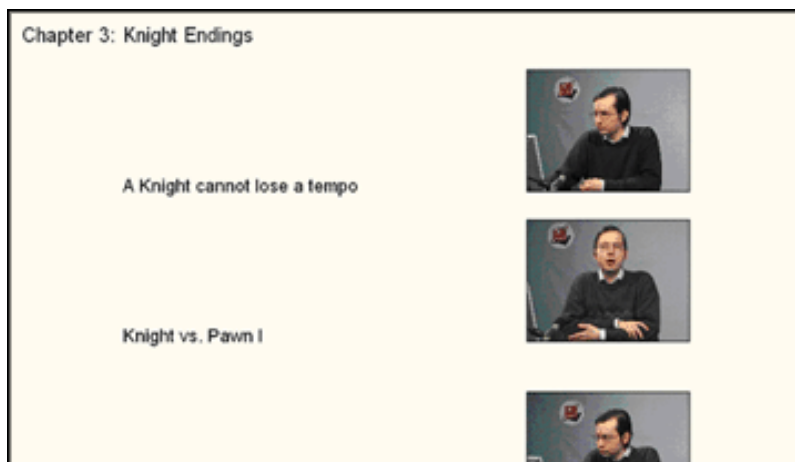 Chapter 3: Knight Endings
A Knight cannot lose a tempo
Knight vs. Pawn I